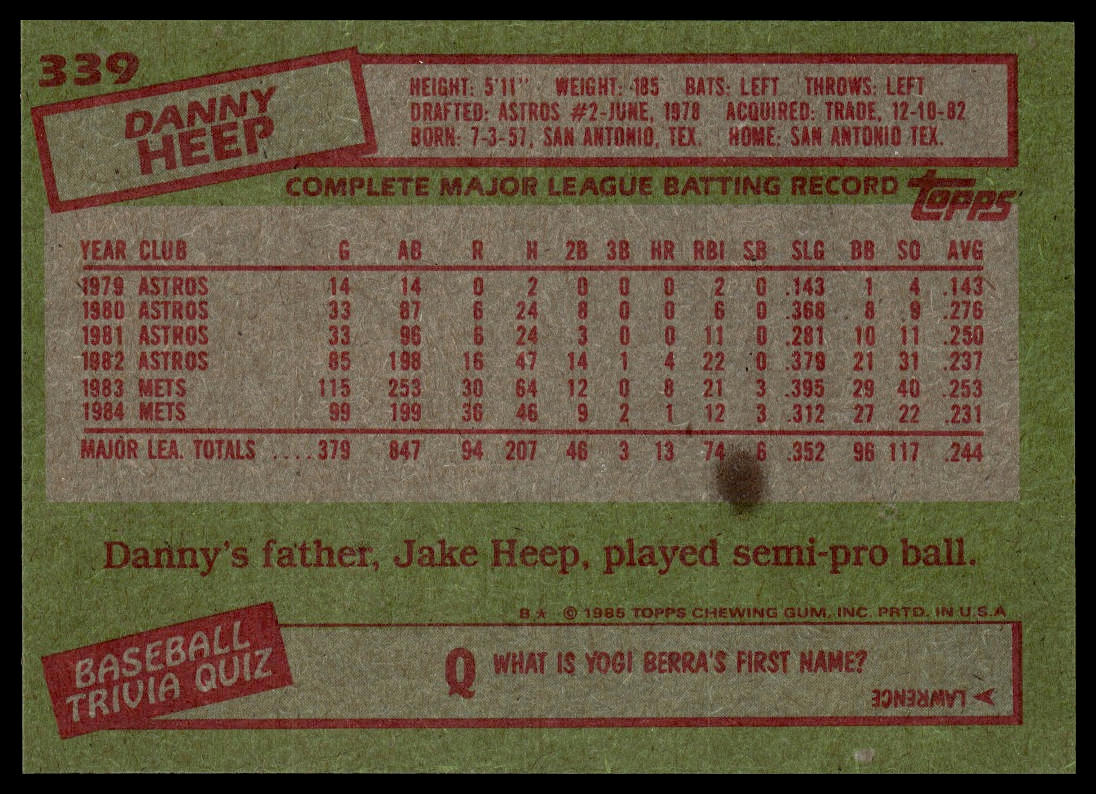 339
DANNY
HEEP
HEIGHT: 5'11" WEIGHT: 185 BATS: LEFT THROWS: LEFT
DRAFTED: ASTROS #2-JUNE, 1978 ACQUIRED: TRADE, 12-10-82
BORN: 7-3-57, SAN ANTONIO, TEX. HOME: SAN ANTONIO TEX.
COMPLETE MAJOR LEAGUE BATTING RECORD TOPPS
YEAR CLUB G AB R H 2B 3B HR RBI SB SLG BB SO AVG
1979 ASTROS 14 14 0 2 0 0 0 2 0 .143 1 4 .143
1980 ASTROS 33 87 6 24 8 0 0 6 0 .368 8 9 .276
1981 ASTROS 33 96 6 24 3 0 0 11 0 .281 10 11 .250
1982 ASTROS 85 198 16 47 14 1 4 22 0 .379 21 31 .237
1983 METS 115 253 30 64 12 0 8 21 3 .395 29 40 .253
1984 METS 99 199 36 46 9 2 1 12 3 .312 27 22 .231
MAJOR LEA. TOTALS ....379 847 94 207 46 3 13 74 6 .352 96 117 .244
Danny's father, Jake Heep, played semi-pro ball.
B★ © 1985 TOPPS CHEWING GUM, INC. PRTD. IN U.S.A
BASEBALL
TRIVIA QUIZ
Q WHAT IS YOGI BERRA'S FIRST NAME?
A LAWRENCE